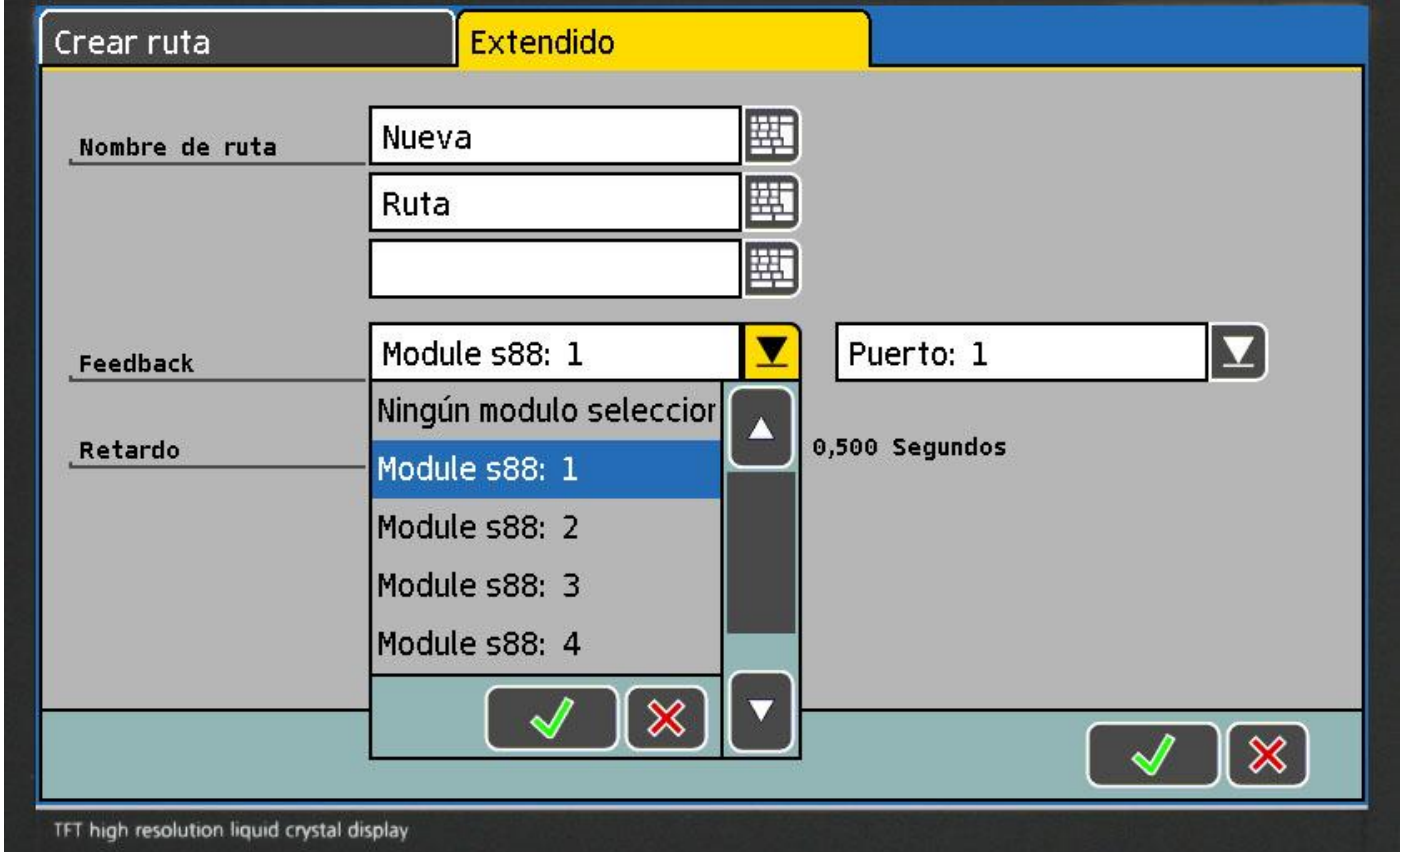 Crear ruta
Extendido
Nombre de ruta
Nueva
Ruta
Feedback
Module s88: 1
Puerto: 1
Ningún modulo seleccior
Retardo
0,500 Segundos
Module s88: 1
Module s88: 2
Module s88: 3
Module s88: 4
TFT high resolution liquid crystal display